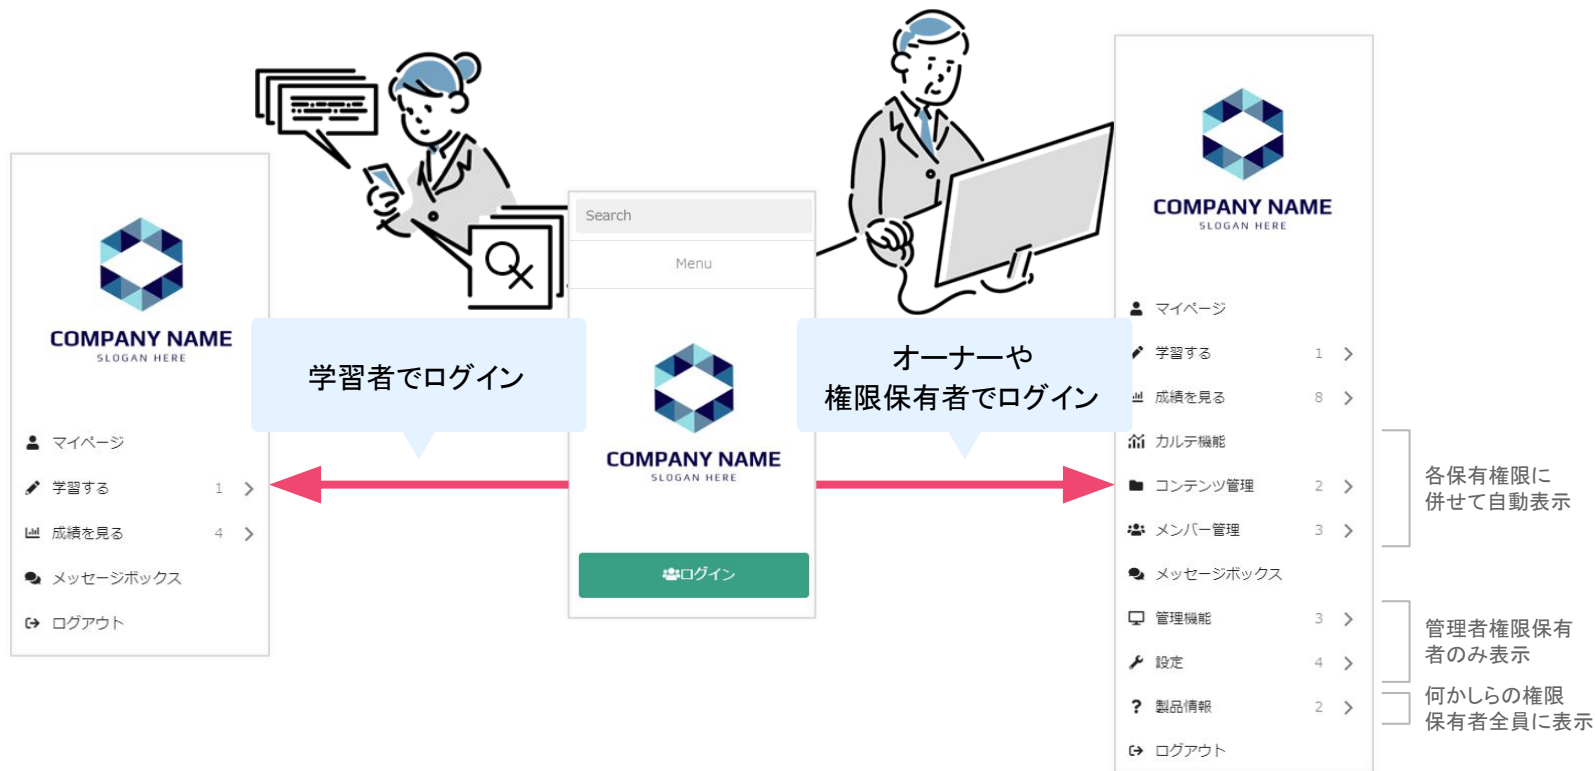 COMPANY NAME
SLOGAN HERE
マイページ
学習する 1
成績を見る 4
メッセージボックス
ログアウト
学習者でログイン
Search
Menu
COMPANY NAME
SLOGAN HERE
ログイン
オーナーや
権限保有者でログイン
COMPANY NAME
SLOGAN HERE
マイページ
学習する 1
成績を見る 8
カルテ機能
コンテンツ管理 2
メンバー管理 3
メッセージボックス
管理機能 3
設定 4
製品情報 2
ログアウト
各保有権限に
併せて自動表示
管理者権限保有
者のみ表示
何かしらの権限
保有者全員に表示